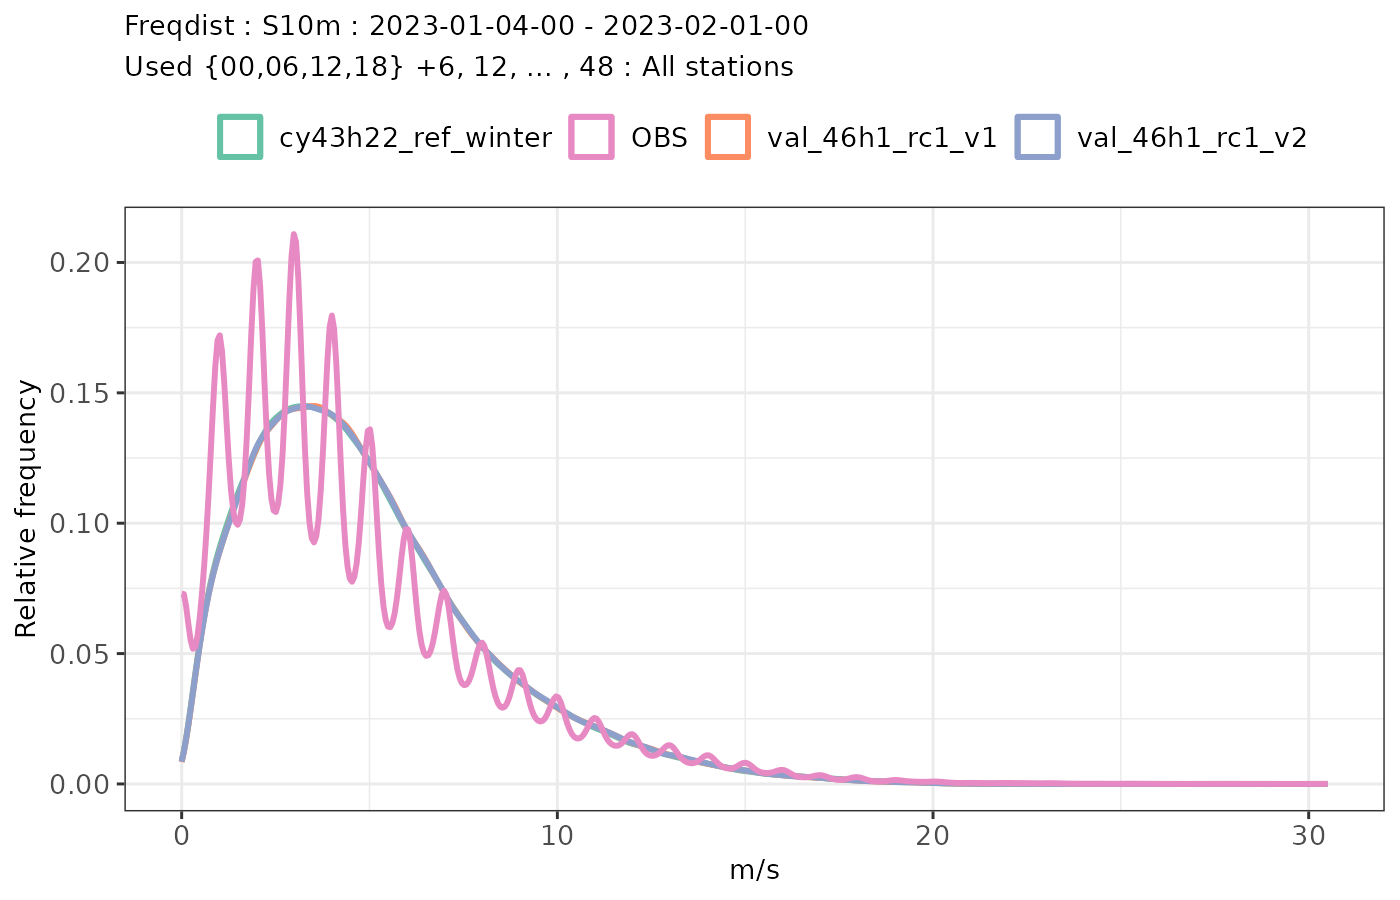 Freqdist : S10m : 2023-01-04-00 - 2023-02-01-00
Used {00,06,12,18} +6, 12, ... , 48 : All stations
cy43h22_ref_winter OBS val_46h1_rc1_v1 val_46h1_rc1_v2
Relative frequency
0.20
0.15
0.10
0.05
0.00
0 10 20 30
m/s